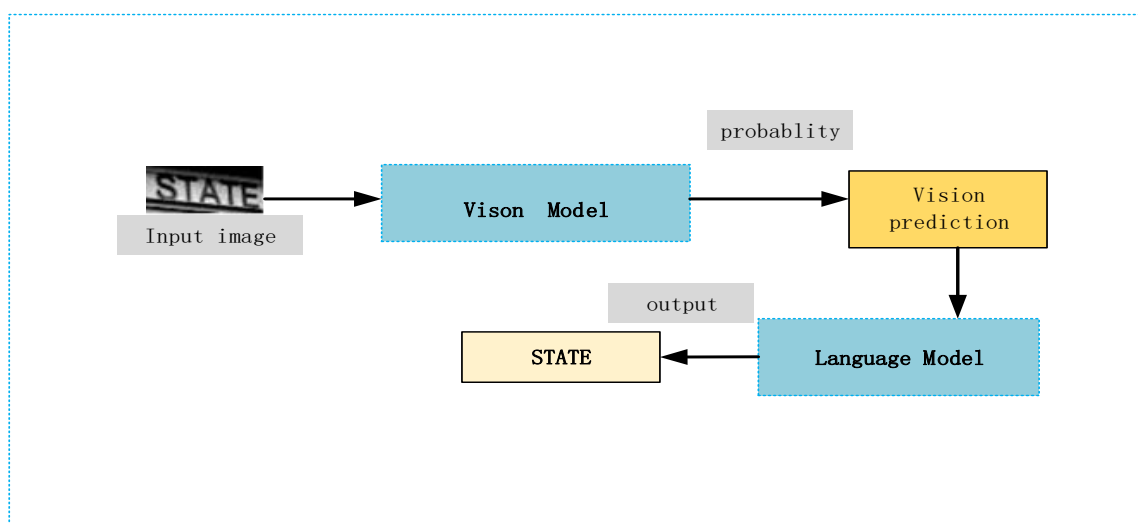 probablity
STATE
Input image
Vison Model
Vision
prediction
output
STATE
Language Model